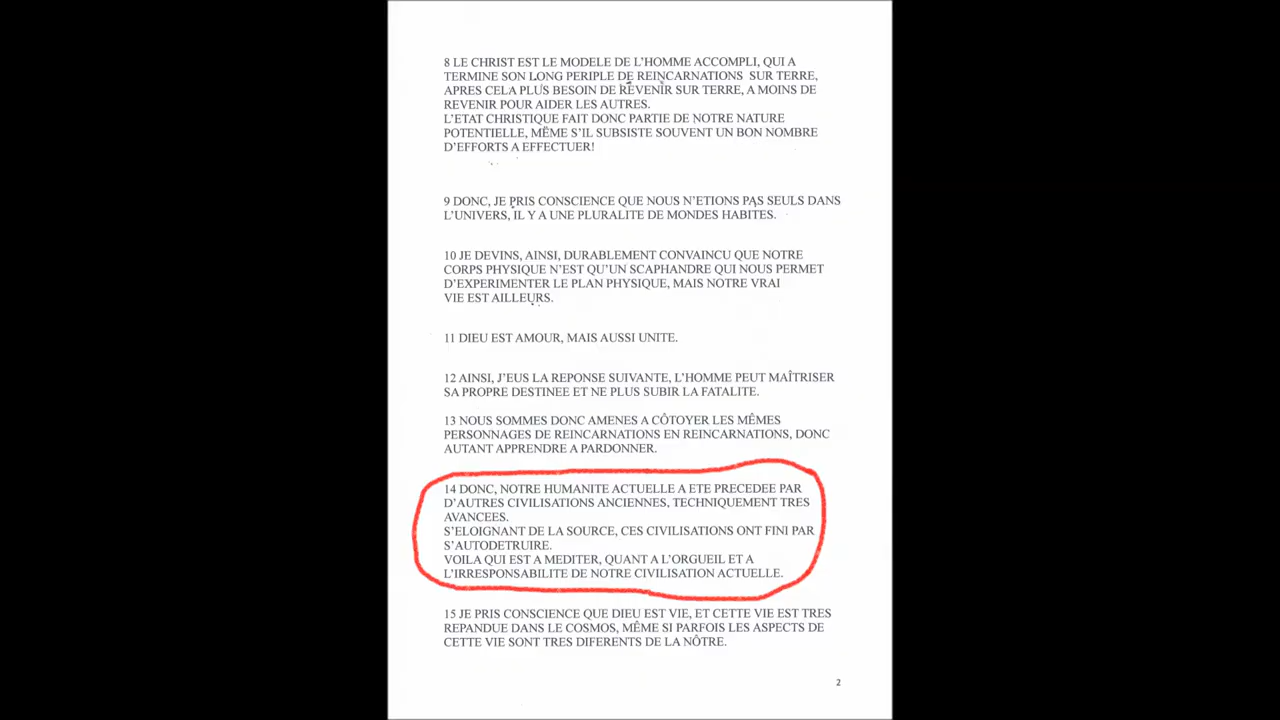 8 LE CHRIST EST LE MODELE DE L'HOMME ACCOMPLI, QUI A
TERMINE SON LONG PERIPLE DE REINCARNATIONS SUR TERRE,
APRES CELA PLUS BESOIN DE REVENIR SUR TERRE, A MOINS DE
REVENIR POUR AIDER LES AUTRES.
L'ETAT CHRISTIQUE FAIT DONC PARTIE DE NOTRE NATURE
POTENTIELLE, MÊME S'IL SUBSISTE SOUVENT UN BON NOMBRE
D'EFFORTS A EFFECTUER!
9 DONC, JE PRIS CONSCIENCE QUE NOUS N'ETIONS PAS SEULS DANS
L'UNIVERS, IL Y A UNE PLURALITE DE MONDES HABITES.
10 JE DEVINS, AINSI, DURABLEMENT CONVAINCU QUE NOTRE
CORPS PHYSIQUE N'EST QU'UN SCAPHANDRE QUI NOUS PERMET
D'EXPERIMENTER LE PLAN PHYSIQUE, MAIS NOTRE VRAI
VIE EST AILLEURS.
11 DIEU EST AMOUR, MAIS AUSSI UNITE.
12 AINSI, J'EUS LA REPONSE SUIVANTE, L'HOMME PEUT MAÎTRISER
SA PROPRE DESTINEE ET NE PLUS SUBIR LA FATALITE.
13 NOUS SOMMES DONC AMENES A CÔTOYER LES MÊMES
PERSONNAGES DE REINCARNATIONS EN REINCARNATIONS, DONC
AUTANT APPRENDRE A PARDONNER.
14 DONC, NOTRE HUMANITE ACTUELLE A ETE PRECEDEE PAR
D'AUTRES CIVILISATIONS ANCIENNES, TECHNIQUEMENT TRES
AVANCEES.
S'ELOIGNANT DE LA SOURCE, CES CIVILISATIONS ONT FINI PAR
S'AUTODETRUIRE.
VOILA QUI EST A MEDITER, QUANT A L'ORGUEIL ET A
L'IRRESPONSABILITE DE NOTRE CIVILISATION ACTUELLE.
15 JE PRIS CONSCIENCE QUE DIEU EST VIE, ET CETTE VIE EST TRES
REPANDUE DANS LE COSMOS, MÊME SI PARFOIS LES ASPECTS DE
CETTE VIE SONT TRES DIFERENTS DE LA NÔTRE.
2